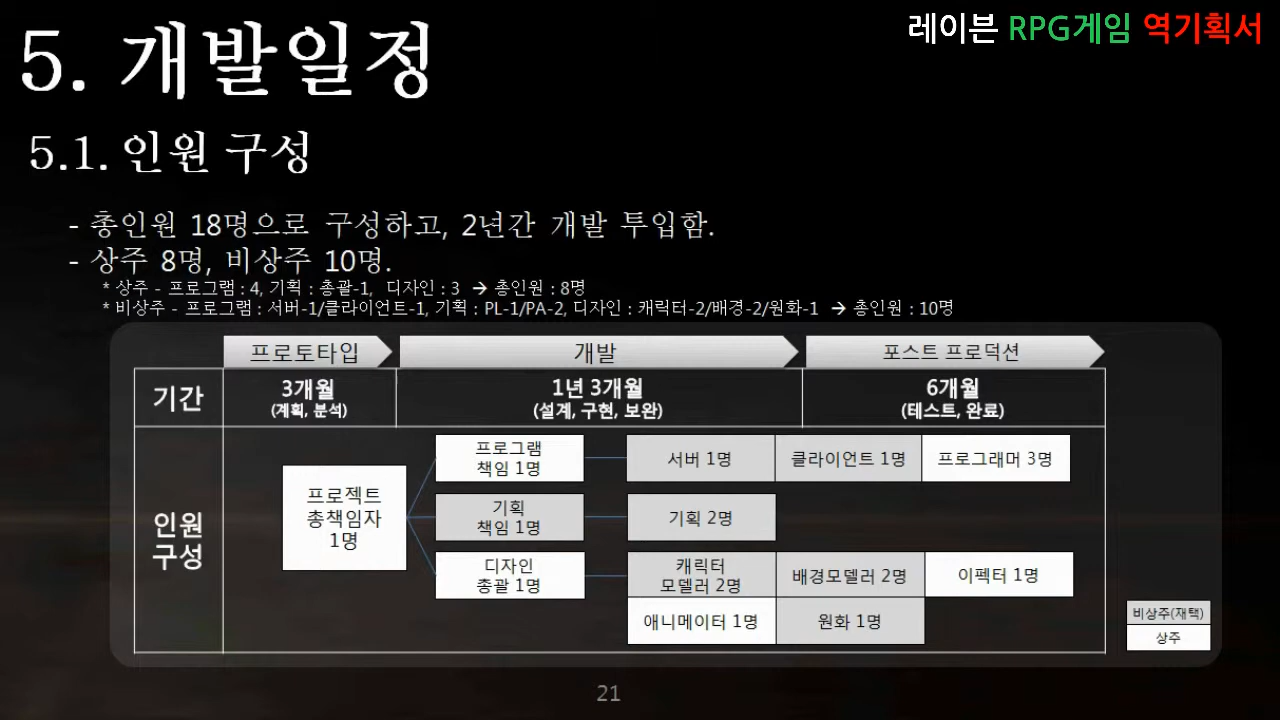 레이븐 RPG게임 역기획서
5. 개발일정
5.1. 인원 구성
- 총인원 18명으로 구성하고, 2년간 개발 투입함.
- 상주 8명, 비상주 10명.
* 상주 - 프로그램 : 4, 기획 : 총괄-1, 디자인 : 3 → 총인원 : 8명
* 비상주 - 프로그램 : 서버-1/클라이언트-1, 기획 : PL-1/PA-2, 디자인 : 캐릭터-2/배경-2/원화-1 → 총인원 : 10명
프로토타입 개발 포스트 프로덕션
기간
3개월
(계획, 분석)
1년 3개월
(설계, 구현, 보완)
6개월
(테스트, 완료)
인원
구성
프로젝트
총책임자
1명
프로그램
책임 1명
서버 1명
클라이언트 1명
프로그래머 3명
기획
책임 1명
기획 2명
디자인
총괄 1명
캐릭터
모델러 2명
배경모델러 2명
이펙터 1명
애니메이터 1명
원화 1명
비상주(재택)
상주
21